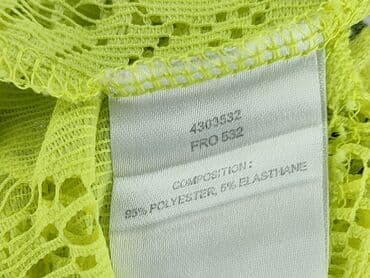 4303532
FRO 532
COMPOSITION :
95% POLYESTER, 5% ELASTHANE